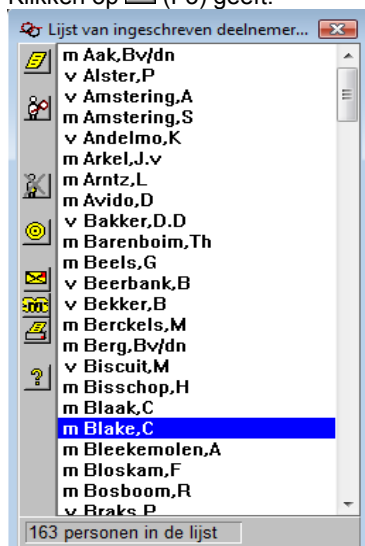 Klikken op (F5) geeft:
Lijst van ingeschreven deelnemer...
m Aak,Bv/dn
v Alster,P
v Amstering,A
m Amstering,S
v Andelmo,K
m Arkel,J.v
m Arntz,L
m Avido,D
v Bakker,D.D
m Barenboim,Th
m Beels,G
v Beerbank,B
v Bekker,B
m Berckels,M
m Berg,Bv/dn
v Biscuit,M
m Bisschop,H
m Blaak,C
m Blake,C
m Bleekemolen,A
m Bloskam,F
m Bosboom,R
v Braks,P
163 personen in de lijst